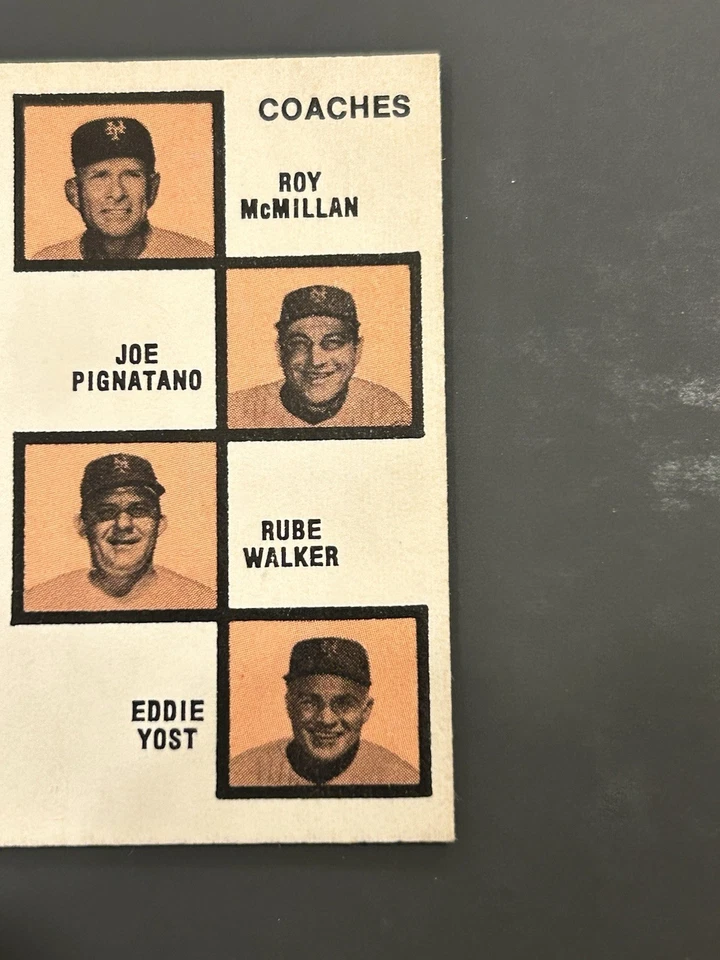 COACHES
ROY
McMILLAN
JOE
PIGNATANO
RUBE
WALKER
EDDIE
YOST